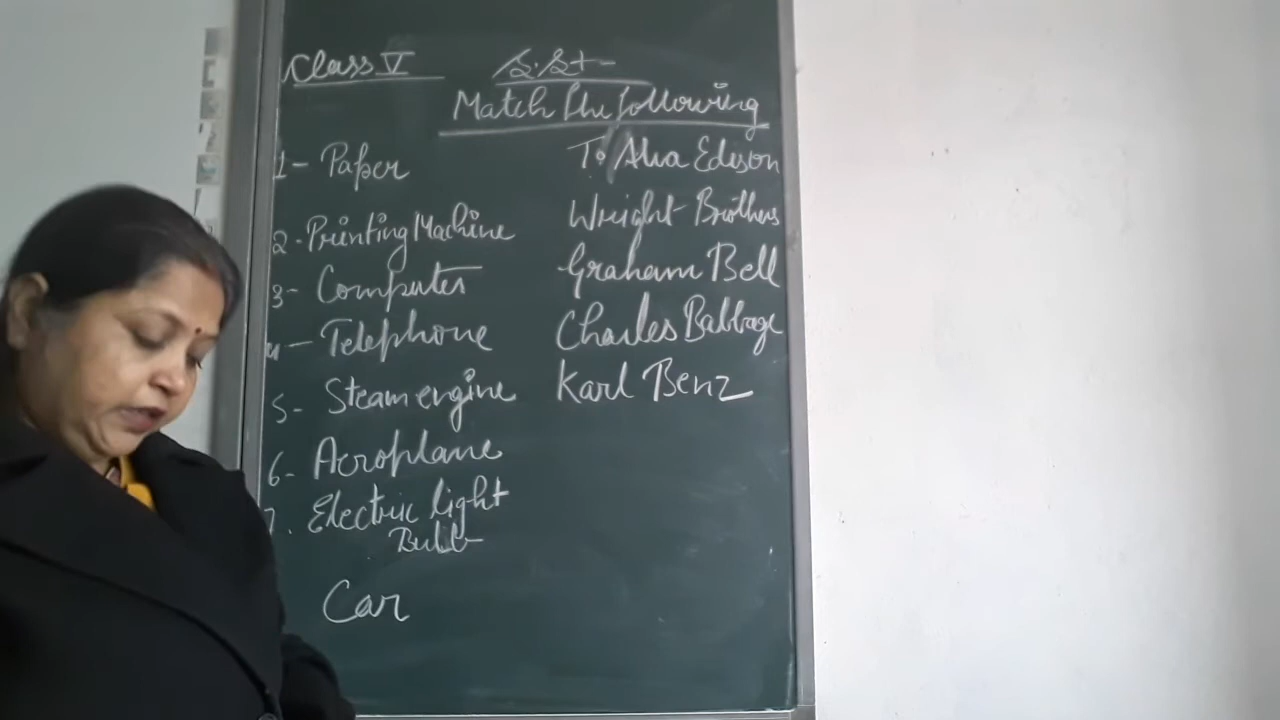 Class V S.St-
Match the following
1- Paper T. Alva Edison
2. Printing Machine Wright Brothers
3- Computer Graham Bell
4- Telephone Charles Babbage
5- Steam engine Karl Benz
6- Aeroplane
7. Electric light
Bulb
Car